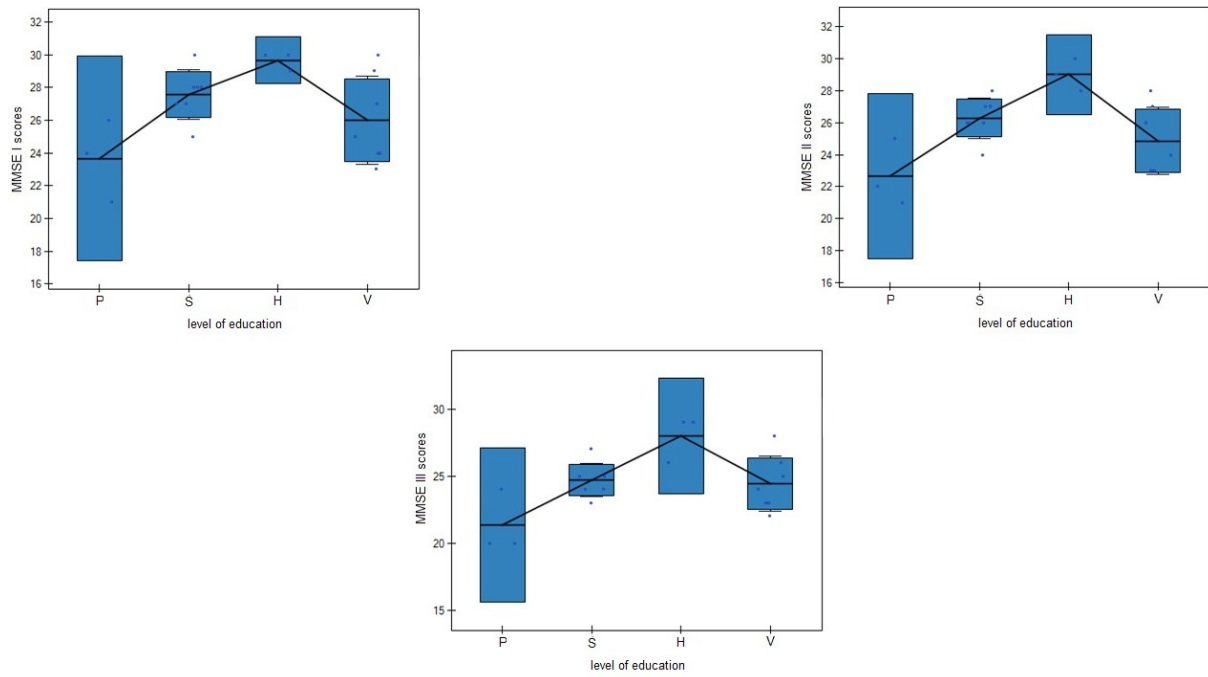 32
30
28
26
24
22
20
18
16
MMSE I scores
P S H V
level of education
32
30
28
26
24
22
20
18
16
MMSE II scores
P S H V
level of education
30
25
20
15
MMSE III scores
P S H V
level of education